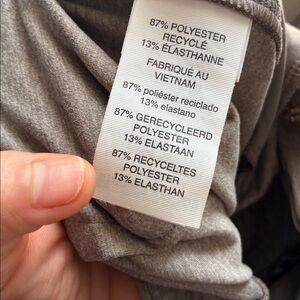 87% POLYESTER
RECYCLÉ
13% ÉLASTHANNE
FABRIQUÉ AU
VIETNAM
87% poliéster reciclado
13% elastano
87% GERECYCLEERD
POLYESTER
13% ELASTAAN
87% RECYCELTES
POLYESTER
13% ELASTHAN